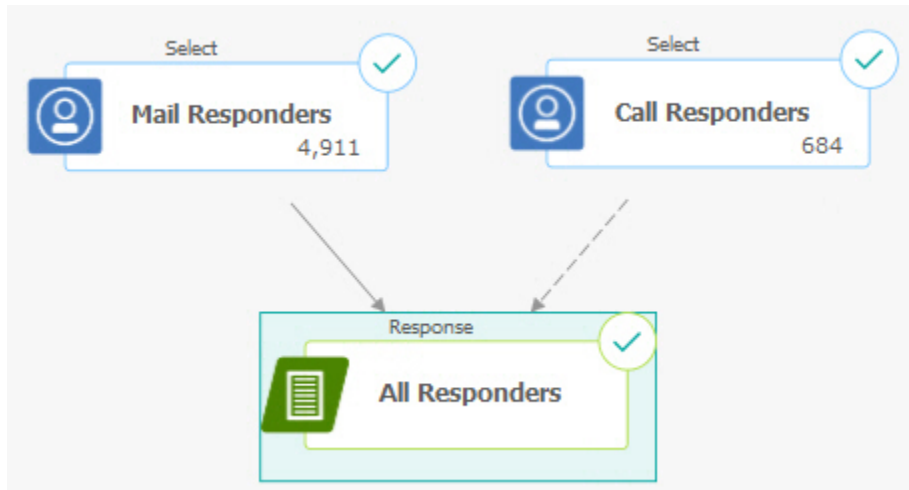 Select
Mail Responders
4,911
Select
Call Responders
684
Response
All Responders